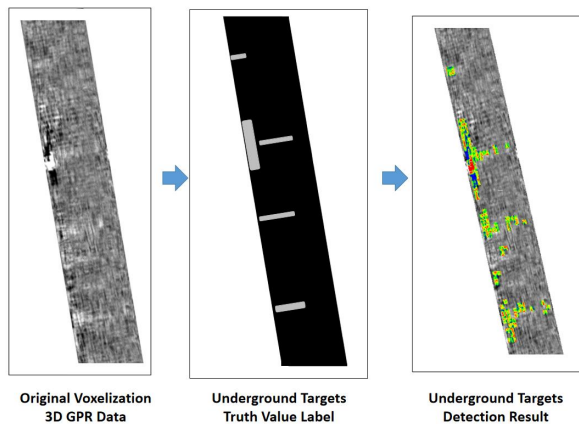 Original Voxelization
3D GPR Data
Underground Targets
Truth Value Label
Underground Targets
Detection Result